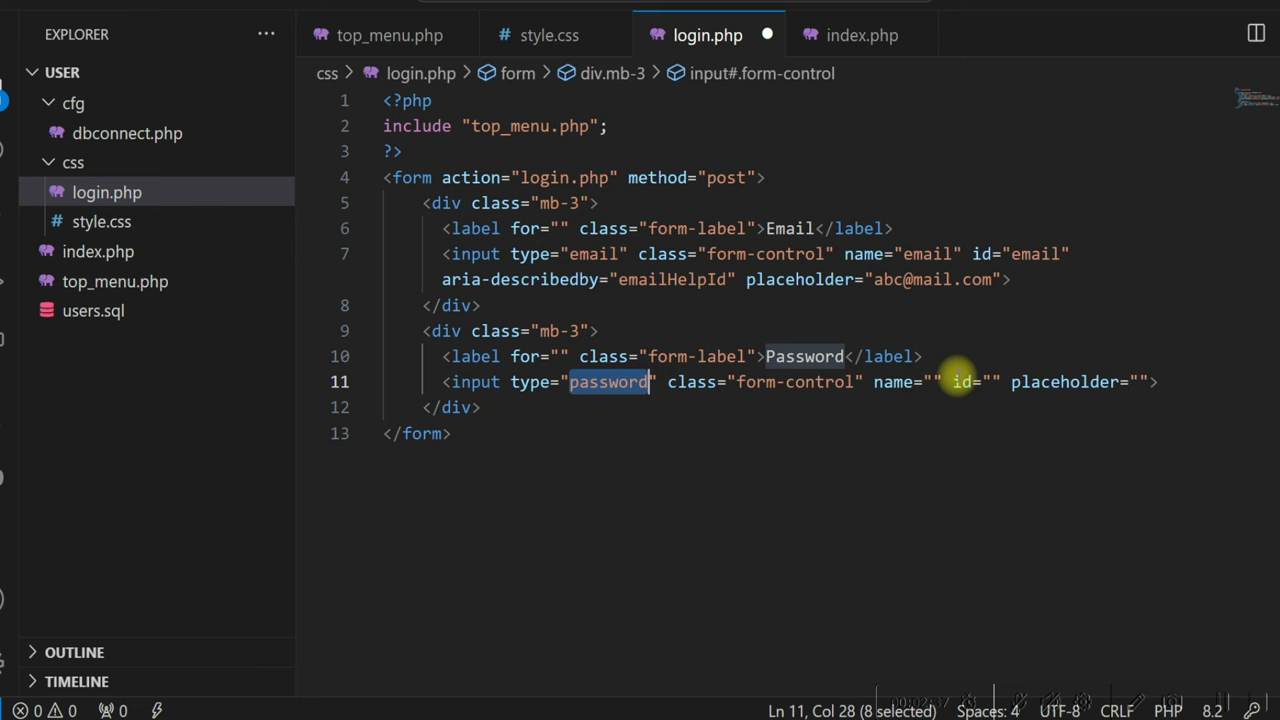 EXPLORER
top_menu.php
# style.css
login.php
index.php
USER
css > login.php > form > div.mb-3 > input#.form-control
cfg
dbconnect.php
css
login.php
# style.css
index.php
top_menu.php
users.sql
1 <?php
2 include "top_menu.php";
3 ?>
4 <form action="login.php" method="post">
5 <div class="mb-3">
6 <label for="" class="form-label">Email</label>
7 <input type="email" class="form-control" name="email" id="email"
aria-describedby="emailHelpId" placeholder="abc@mail.com">
8 </div>
9 <div class="mb-3">
10 <label for="" class="form-label">Password</label>
11 <input type="password" class="form-control" name="" id="" placeholder="">
12 </div>
13 </form>
OUTLINE
TIMELINE
0 0 0 Ln 11, Col 28 (8 selected) Spaces: 4 UTF-8 CRLF PHP 8.2